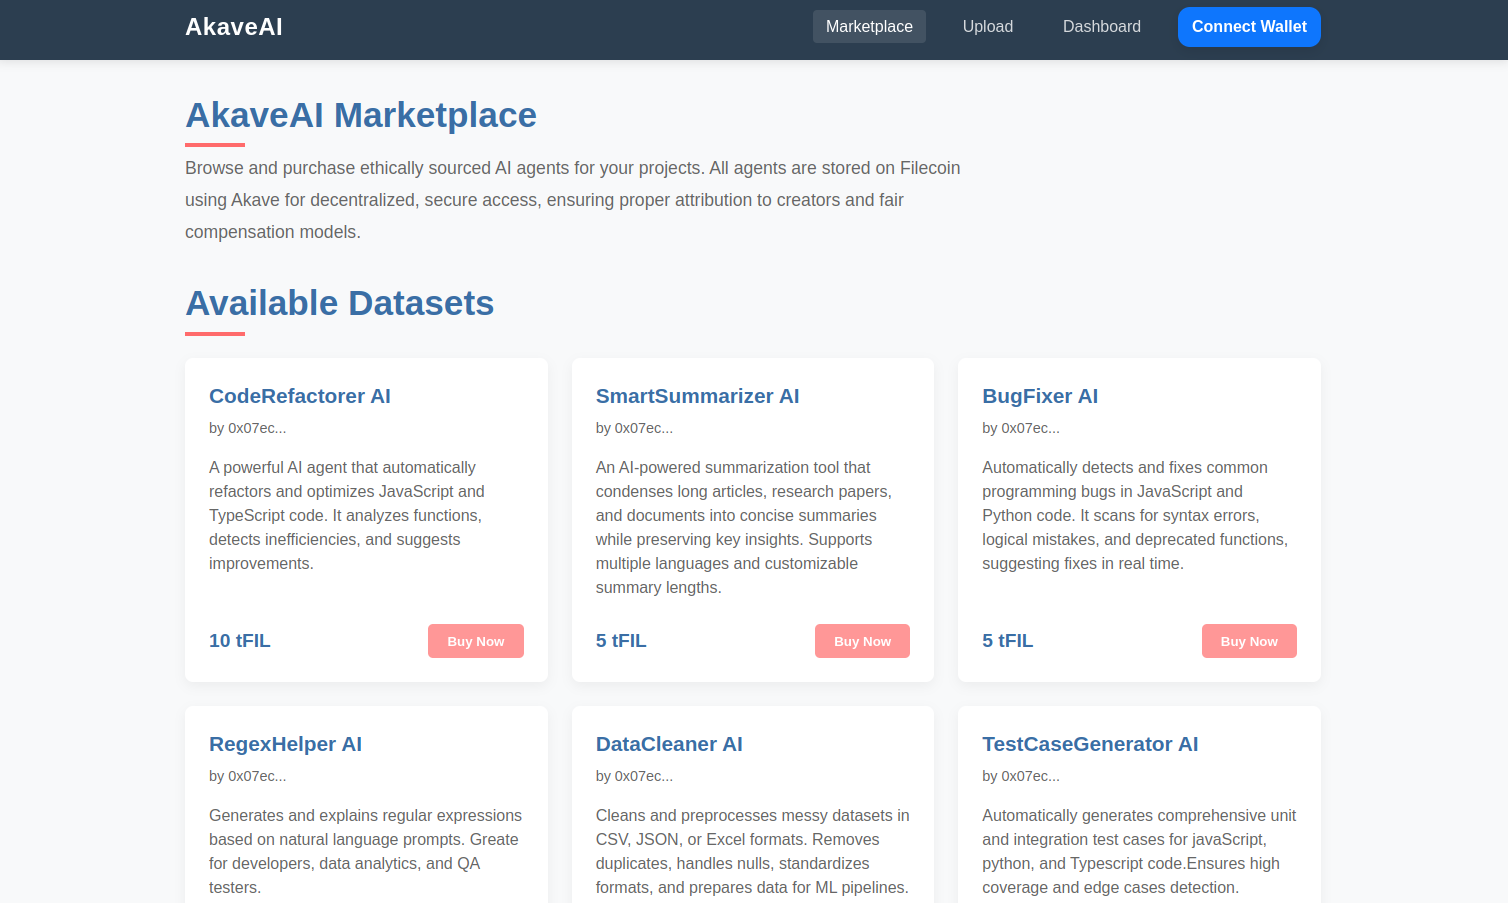 AkaveAI
Marketplace
Upload
Dashboard
Connect Wallet
AkaveAI Marketplace
Browse and purchase ethically sourced AI agents for your projects. All agents are stored on Filecoin
using Akave for decentralized, secure access, ensuring proper attribution to creators and fair
compensation models.
Available Datasets
CodeRefactorer AI
by 0x07ec...
A powerful AI agent that automatically
refactors and optimizes JavaScript and
TypeScript code. It analyzes functions,
detects inefficiencies, and suggests
improvements.
10 tFIL
Buy Now
SmartSummarizer AI
by 0x07ec...
An AI-powered summarization tool that
condenses long articles, research papers,
and documents into concise summaries
while preserving key insights. Supports
multiple languages and customizable
summary lengths.
5 tFIL
Buy Now
BugFixer AI
by 0x07ec...
Automatically detects and fixes common
programming bugs in JavaScript and
Python code. It scans for syntax errors,
logical mistakes, and deprecated functions,
suggesting fixes in real time.
5 tFIL
Buy Now
RegexHelper AI
by 0x07ec...
Generates and explains regular expressions
based on natural language prompts. Greate
for developers, data analytics, and QA
testers.
DataCleaner AI
by 0x07ec...
Cleans and preprocesses messy datasets in
CSV, JSON, or Excel formats. Removes
duplicates, handles nulls, standardizes
formats, and prepares data for ML pipelines.
TestCaseGenerator AI
by 0x07ec...
Automatically generates comprehensive unit
and integration test cases for javaScript,
python, and Typescript code.Ensures high
coverage and edge cases detection.